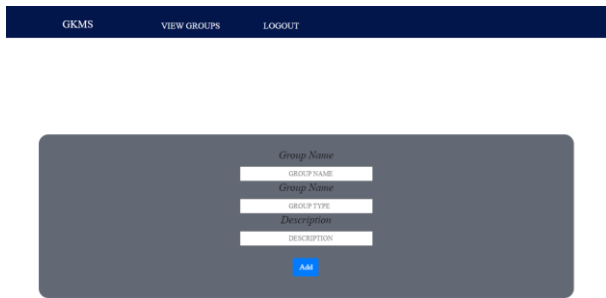 GKMS VIEW GROUPS LOGOUT
Group Name
GROUP NAME
Group Name
GROUP TYPE
Description
DESCRIPTION
Add